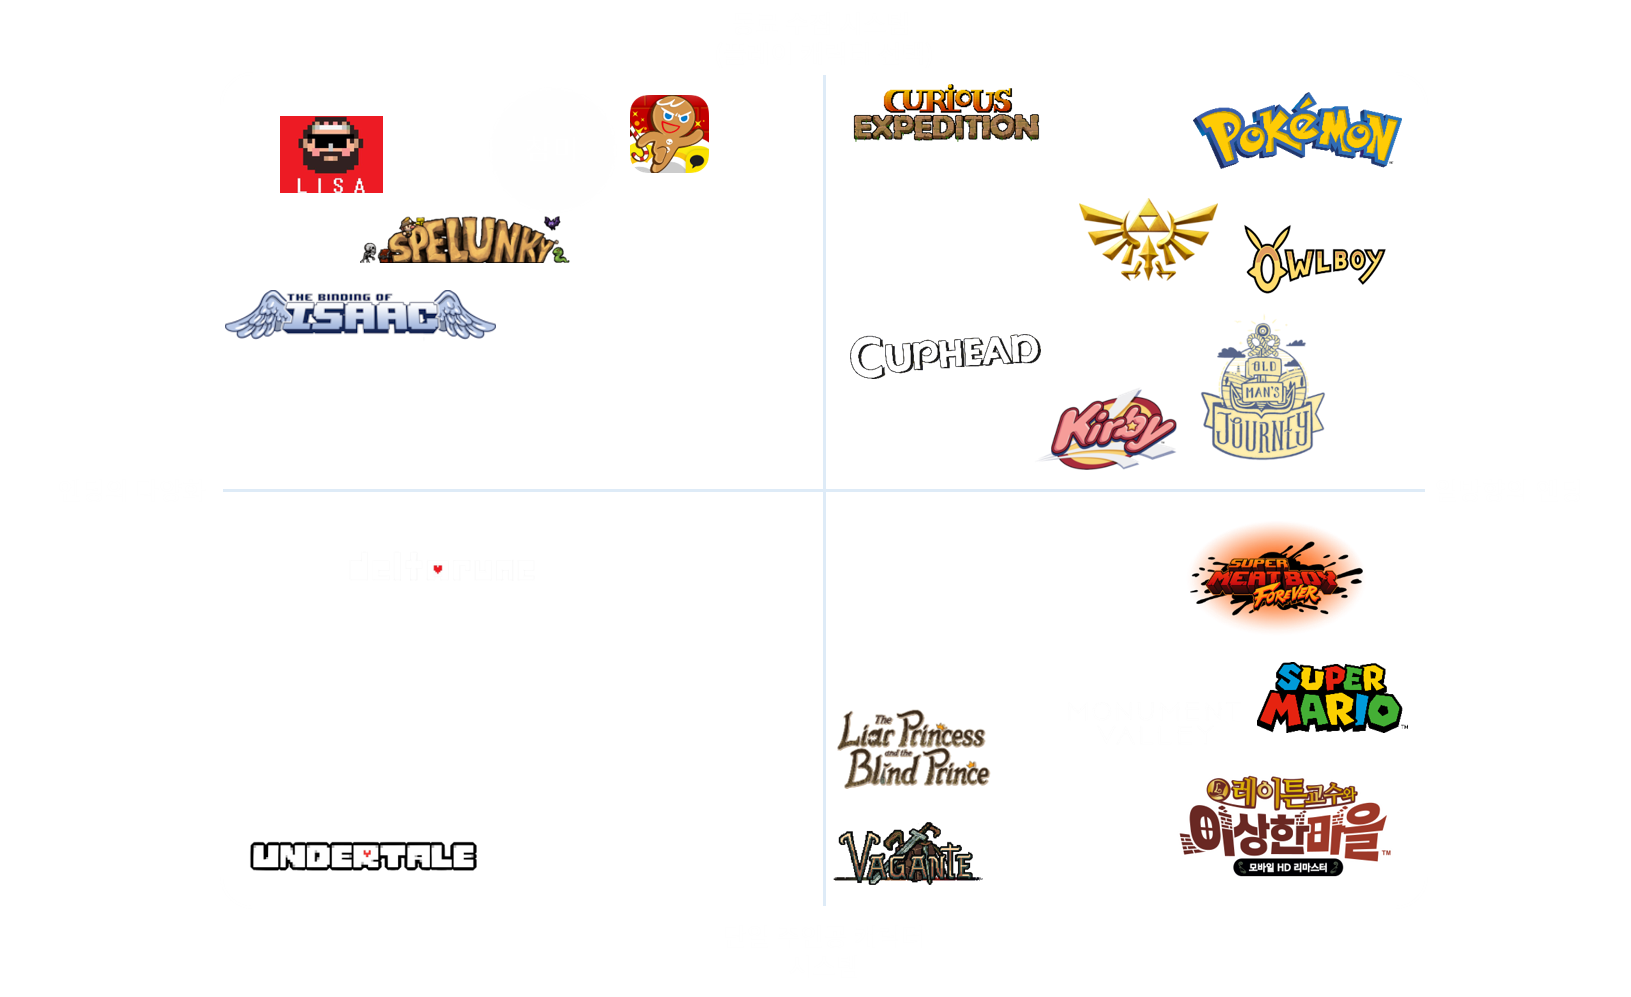 LISA
SPELUNKY
THE BINDING OF
ISAAC
CURIOUS
EXPEDITION
POKéMON
OWLBOY
CUPHEAD
Kirby
OLD
MAN'S
JOURNEY
UNDERTALE
SUPER
MEAT BOY
FOREVER
SUPER
MARIO
TM
The
Liar Princess
and the
Blind Prince
VAGANTE
레이튼 교수와
이상한 마을
TM
모바일 HD 리마스터